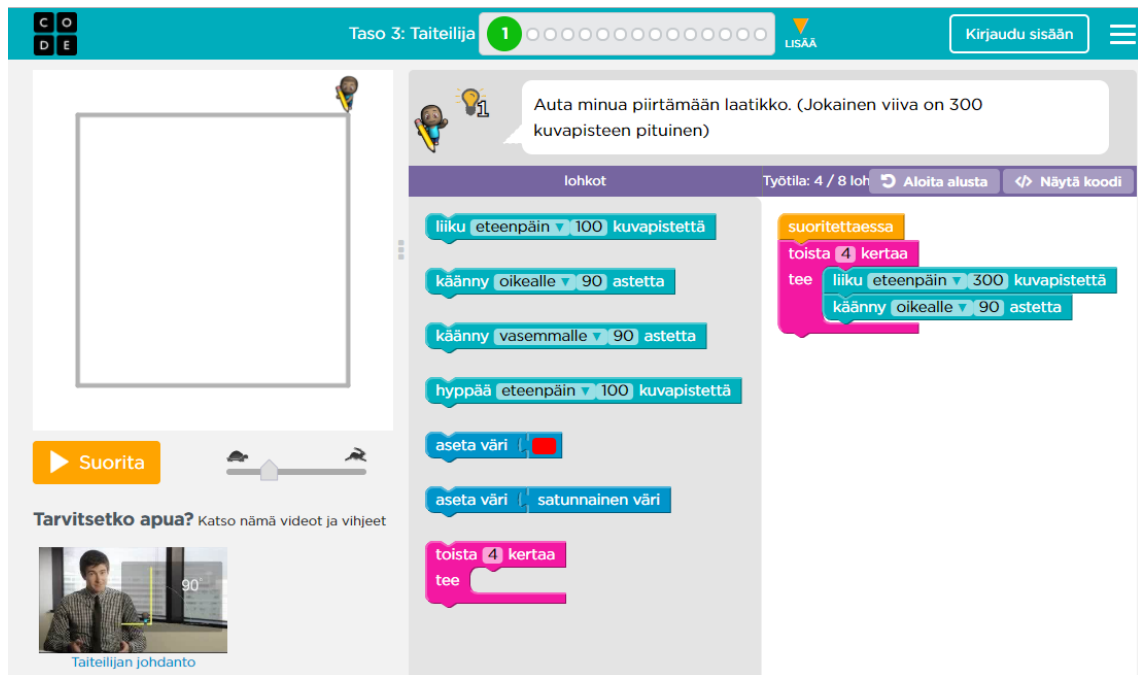 C O
D E
Taso 3: Taiteilija
1
LISÄÄ
Kirjaudu sisään
1
Auta minua piirtämään laatikko. (Jokainen viiva on 300
kuvapisteen pituinen)
lohkot
Työtila: 4 / 8 loh
Aloita alusta
Näytä koodi
liiku eteenpäin 100 kuvapistettä
käänny oikealle 90 astetta
käänny vasemmalle 90 astetta
hyppää eteenpäin 100 kuvapistettä
aseta väri
aseta väri satunnainen väri
toista 4 kertaa
tee
suoritettaessa
toista 4 kertaa
tee liiku eteenpäin 300 kuvapistettä
käänny oikealle 90 astetta
Suorita
Tarvitsetko apua? Katso nämä videot ja vihjeet
90°
Taiteilijan johdanto